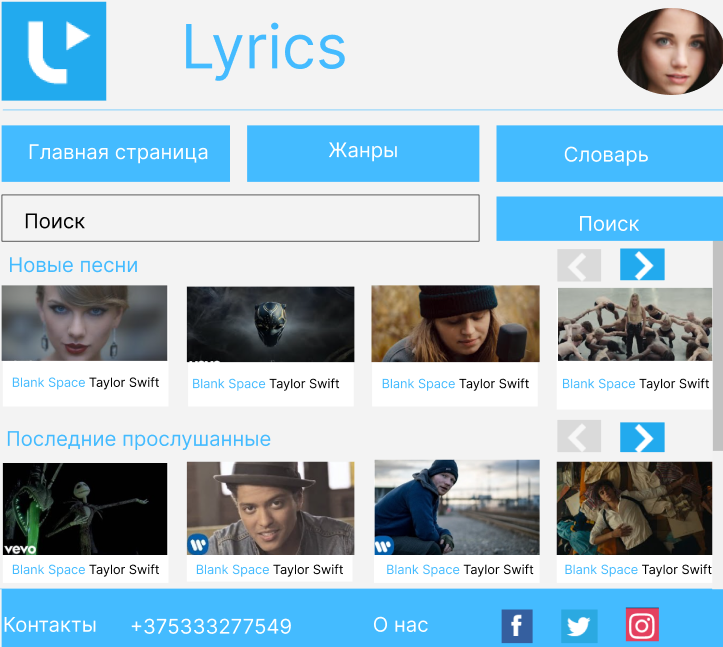 Lyrics
Главная страница
Жанры
Словарь
Поиск
Поиск
Новые песни
Blank Space Taylor Swift
Blank Space Taylor Swift
Blank Space Taylor Swift
Blank Space Taylor Swift
Последние прослушанные
vevo
Blank Space Taylor Swift
Blank Space Taylor Swift
Blank Space Taylor Swift
Blank Space Taylor Swift
Контакты
+375333277549
О нас